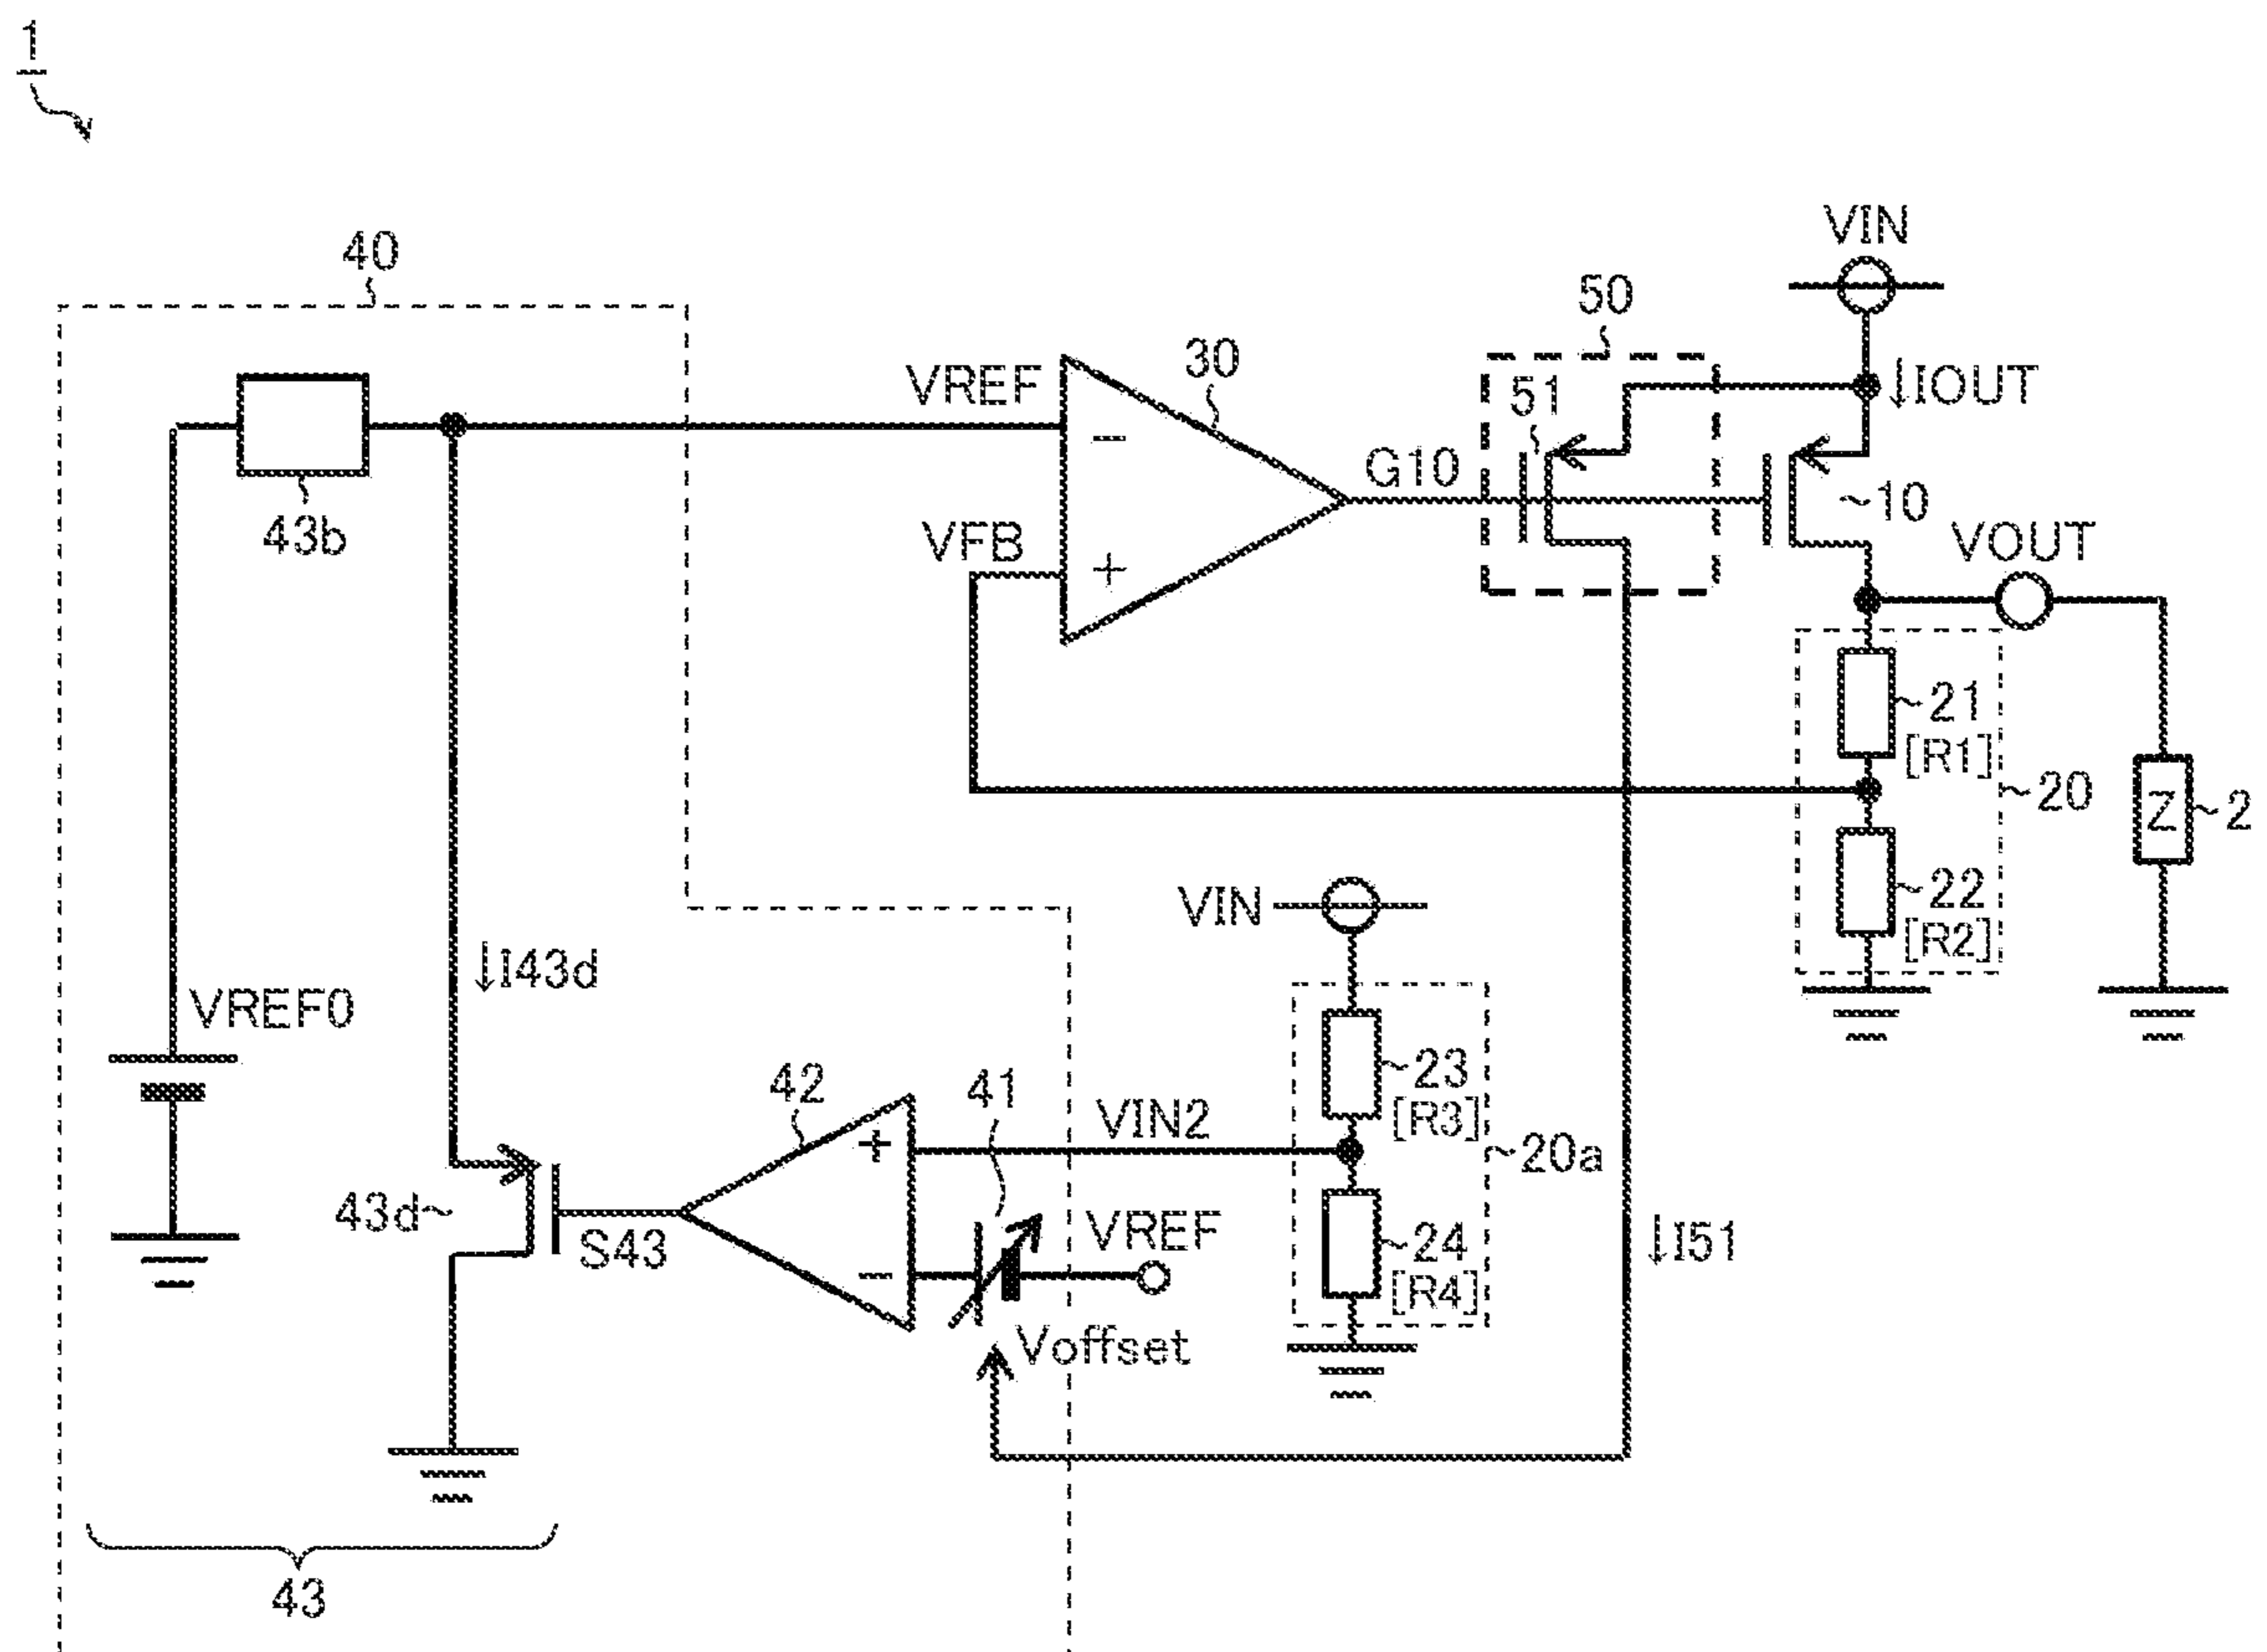 1
40
VIN
50
30
VREF
51
↓IOUT
G10
10
43b
VFB
VOUT
21
[R1]
20
Z
2
VIN
22
[R2]
↓I43d
VREF0
23
[R3]
42
41
VIN2
20a
43d
S43
VREF
24
[R4]
↓I51
Voffset
43